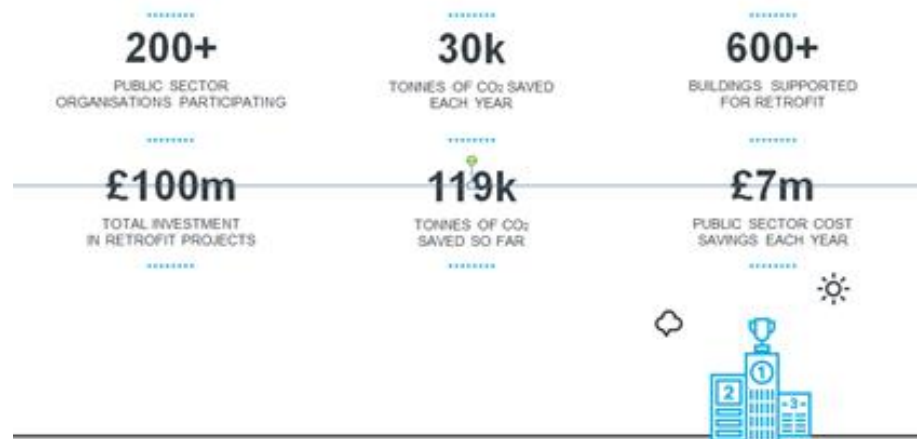 200+
PUBLIC SECTOR
ORGANISATIONS PARTICIPATING
30k
TONNES OF CO₂ SAVED
EACH YEAR
600+
BUILDINGS SUPPORTED
FOR RETROFIT
£100m
TOTAL INVESTMENT
IN RETROFIT PROJECTS
119k
TONNES OF CO₂
SAVED SO FAR
£7m
PUBLIC SECTOR COST
SAVINGS EACH YEAR
1
2
3